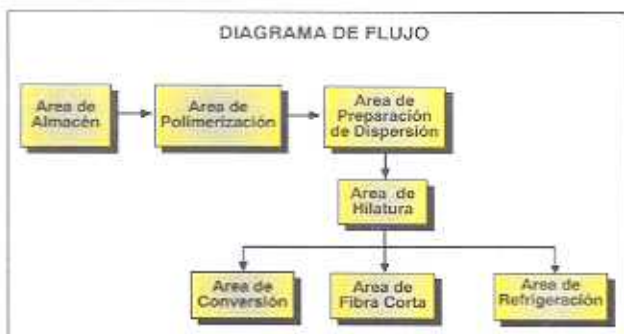 DIAGRAMA DE FLUJO
Area de
Almacén
Area de
Polimerización
Area de
Preparación
de Dispersión
Area de
Hilatura
Area de
Conversión
Area de
Fibra Corta
Area de
Refrigeración